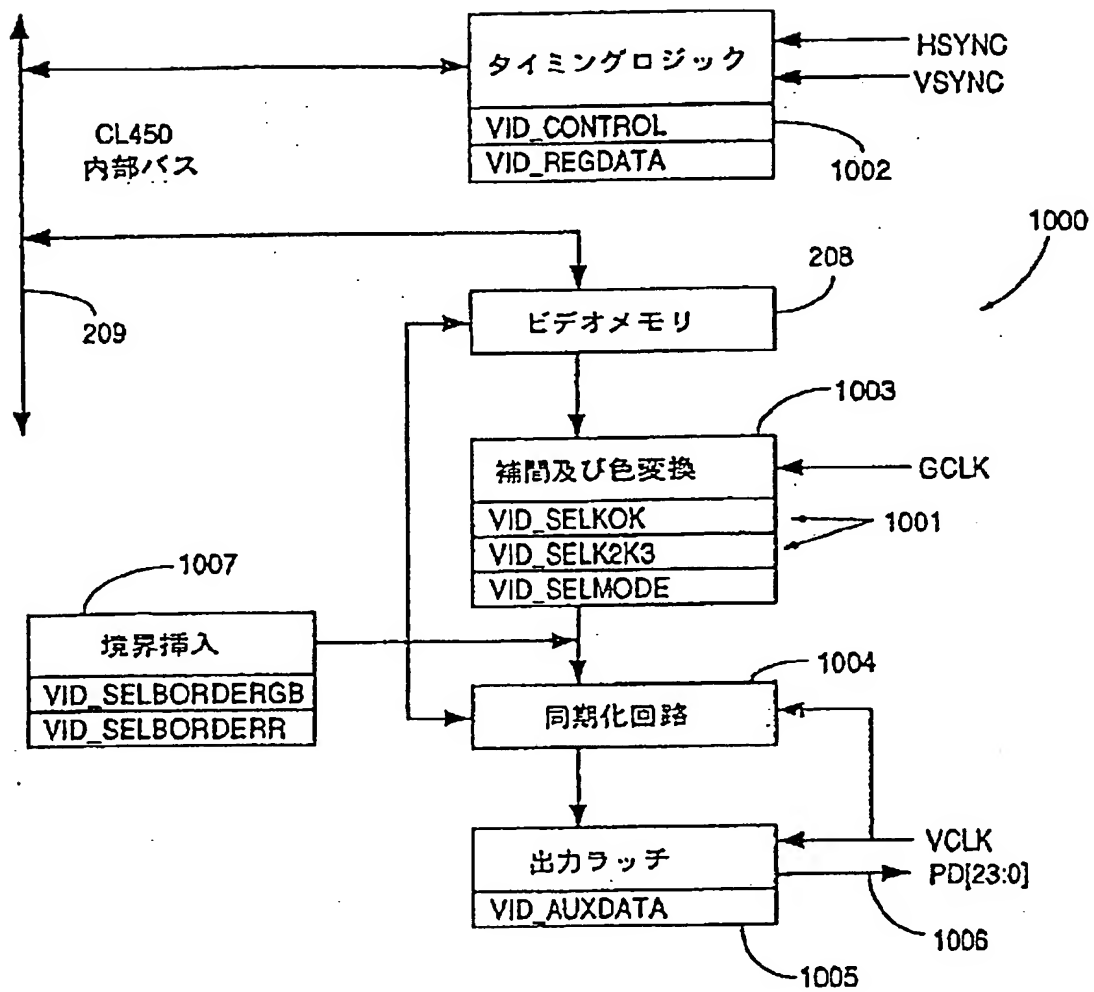 タイミングロジック
HSYNC
VSYNC
VID_CONTROL
VID_REGDATA
1002
CL450
内部バス
209
1000
208
ビデオメモリ
1003
補間及び色変換
GCLK
VID_SELKOK
VID_SELK2K3
VID_SELMODE
1001
1007
境界挿入
VID_SELBORDERGB
VID_SELBORDERR
1004
同期化回路
出力ラッチ
VID_AUXDATA
VCLK
PD[23:0]
1006
1005